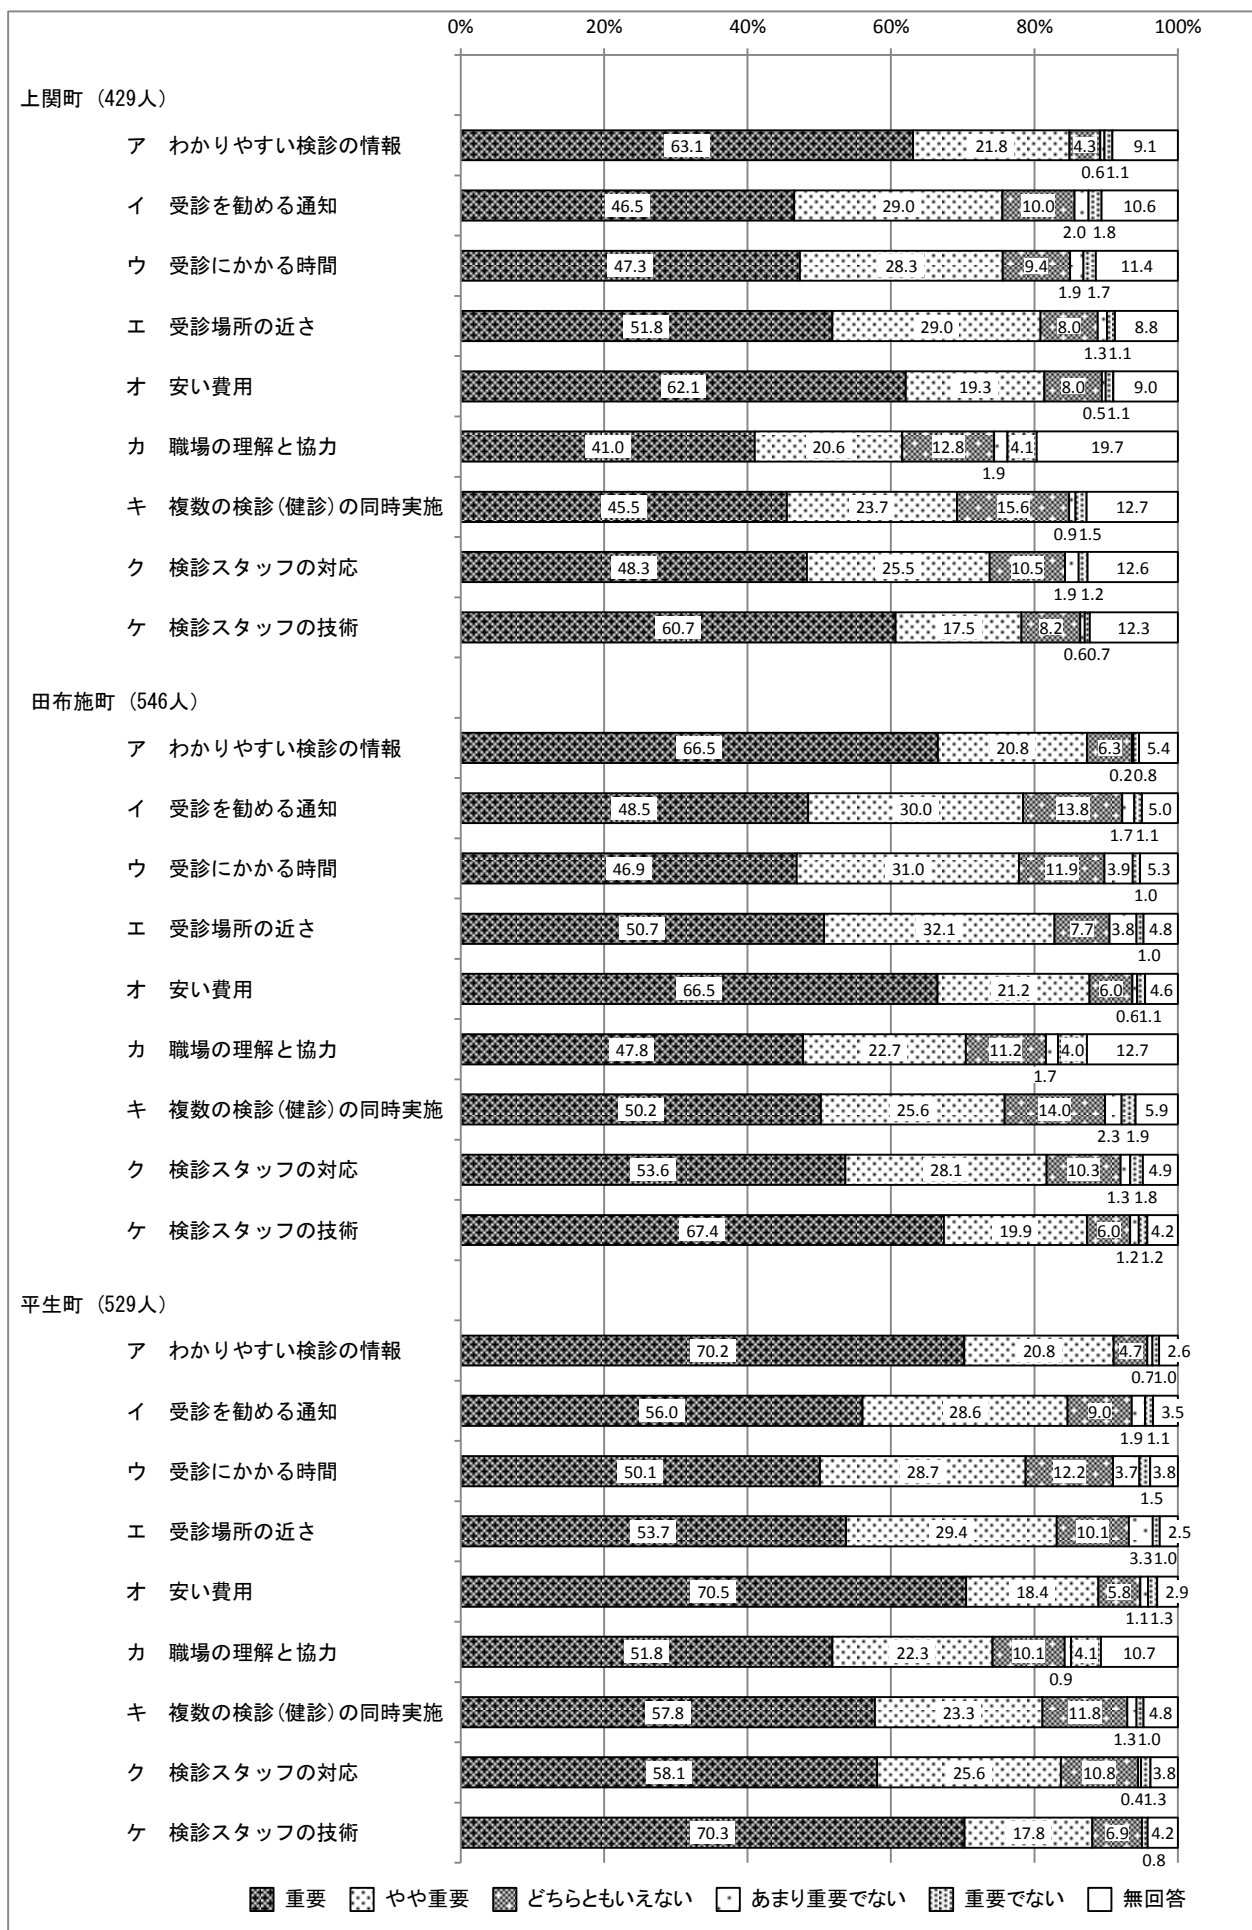 0% 20% 40% 60% 80% 100%
上関町（429人）
ア わかりやすい検診の情報 63.1 21.8 4.3 9.1
0.6 1.1
イ 受診を勧める通知 46.5 29.0 10.0 10.6
2.0 1.8
ウ 受診にかかる時間 47.3 28.3 9.4 11.4
1.9 1.7
エ 受診場所の近さ 51.8 29.0 8.0 8.8
1.3 1.1
オ 安い費用 62.1 19.3 8.0 9.0
0.5 1.1
カ 職場の理解と協力 41.0 20.6 12.8 4.1 19.7
1.9
キ 複数の検診（健診）の同時実施 45.5 23.7 15.6 12.7
0.9 1.5
ク 検診スタッフの対応 48.3 25.5 10.5 12.6
1.9 1.2
ケ 検診スタッフの技術 60.7 17.5 8.2 12.3
0.6 0.7
田布施町（546人）
ア わかりやすい検診の情報 66.5 20.8 6.3 5.4
0.2 0.8
イ 受診を勧める通知 48.5 30.0 13.8 5.0
1.7 1.1
ウ 受診にかかる時間 46.9 31.0 11.9 3.9 5.3
1.0
エ 受診場所の近さ 50.7 32.1 7.7 3.8 4.8
1.0
オ 安い費用 66.5 21.2 6.0 4.6
0.6 1.1
カ 職場の理解と協力 47.8 22.7 11.2 4.0 12.7
1.7
キ 複数の検診（健診）の同時実施 50.2 25.6 14.0 5.9
2.3 1.9
ク 検診スタッフの対応 53.6 28.1 10.3 4.9
1.3 1.8
ケ 検診スタッフの技術 67.4 19.9 6.0 4.2
1.2 1.2
平生町（529人）
ア わかりやすい検診の情報 70.2 20.8 4.7 2.6
0.7 1.0
イ 受診を勧める通知 56.0 28.6 9.0 3.5
1.9 1.1
ウ 受診にかかる時間 50.1 28.7 12.2 3.7 3.8
1.5
エ 受診場所の近さ 53.7 29.4 10.1 2.5
3.3 1.0
オ 安い費用 70.5 18.4 5.8 2.9
1.1 1.3
カ 職場の理解と協力 51.8 22.3 10.1 4.1 10.7
0.9
キ 複数の検診（健診）の同時実施 57.8 23.3 11.8 4.8
1.3 1.0
ク 検診スタッフの対応 58.1 25.6 10.8 3.8
0.4 1.3
ケ 検診スタッフの技術 70.3 17.8 6.9 4.2
0.8
重要 やや重要 どちらともいえない あまり重要でない 重要でない 無回答